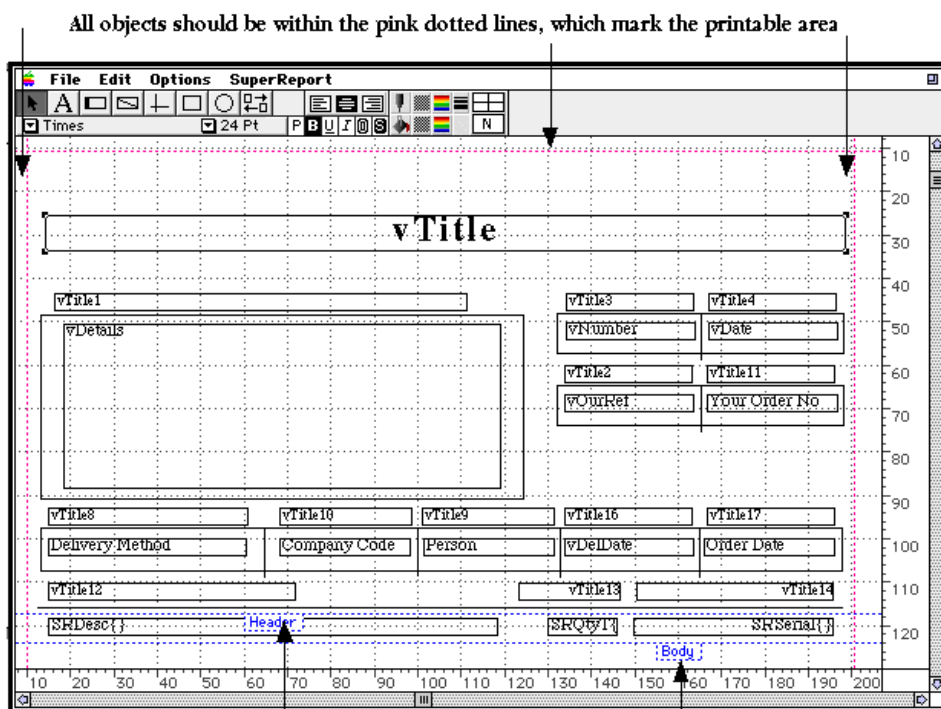 All objects should be within the pink dotted lines, which mark the printable area
File Edit Options SuperReport
A
Times 24 Pt P B U I O S N
10
20
vTitle
30
40
vTitle1 vTitle3 vTitle4
vDetails vNumber vDate
50
vTitle2 vTitle11
60
vOurRef Your Order No
70
80
90
vTitle8 vTitle10 vTitle9 vTitle16 vTitle17
Delivery Method Company Code Person vDelDate Order Date
100
vTitle12 vTitle13 vTitle14
110
SRDesc{} Header SRQty1{ SRSerial{}
120
Body
10 20 30 40 50 60 70 80 90 100 110 120 130 140 150 160 170 180 190 200